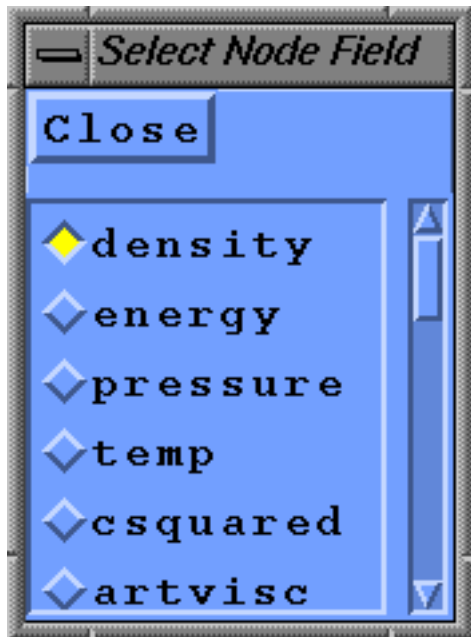 Select Node Field
Close
density
energy
pressure
temp
csquared
artvisc